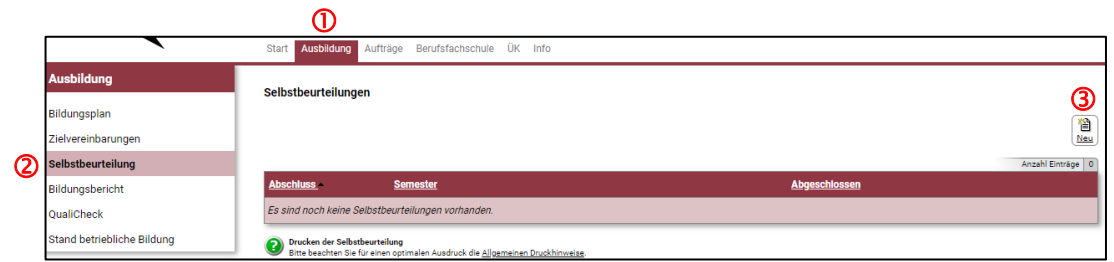 ①
Start Ausbildung Aufträge Berufsfachschule ÜK Info
Ausbildung
Bildungsplan
Zielvereinbarungen
② Selbstbeurteilung
Bildungsbericht
QualiCheck
Stand betriebliche Bildung
Selbstbeurteilungen
③
Neu
Anzahl Einträge 0
Abschluss Semester Abgeschlossen
Es sind noch keine Selbstbeurteilungen vorhanden.
Drucken der Selbstbeurteilung
Bitte beachten Sie für einen optimalen Ausdruck die Allgemeinen Druckhinweise.